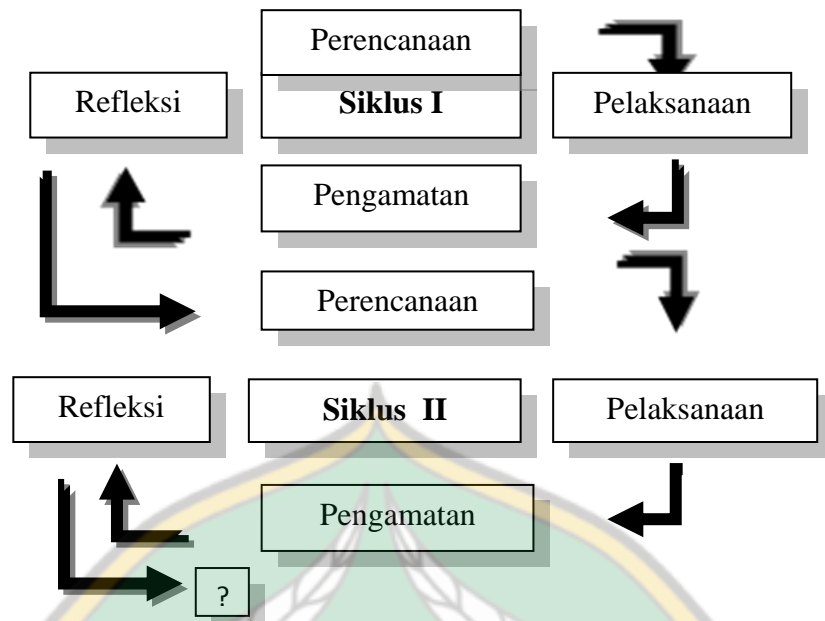 Perencanaan
Refleksi
Siklus I
Pelaksanaan
Pengamatan
Perencanaan
Refleksi
Siklus II
Pelaksanaan
Pengamatan
?